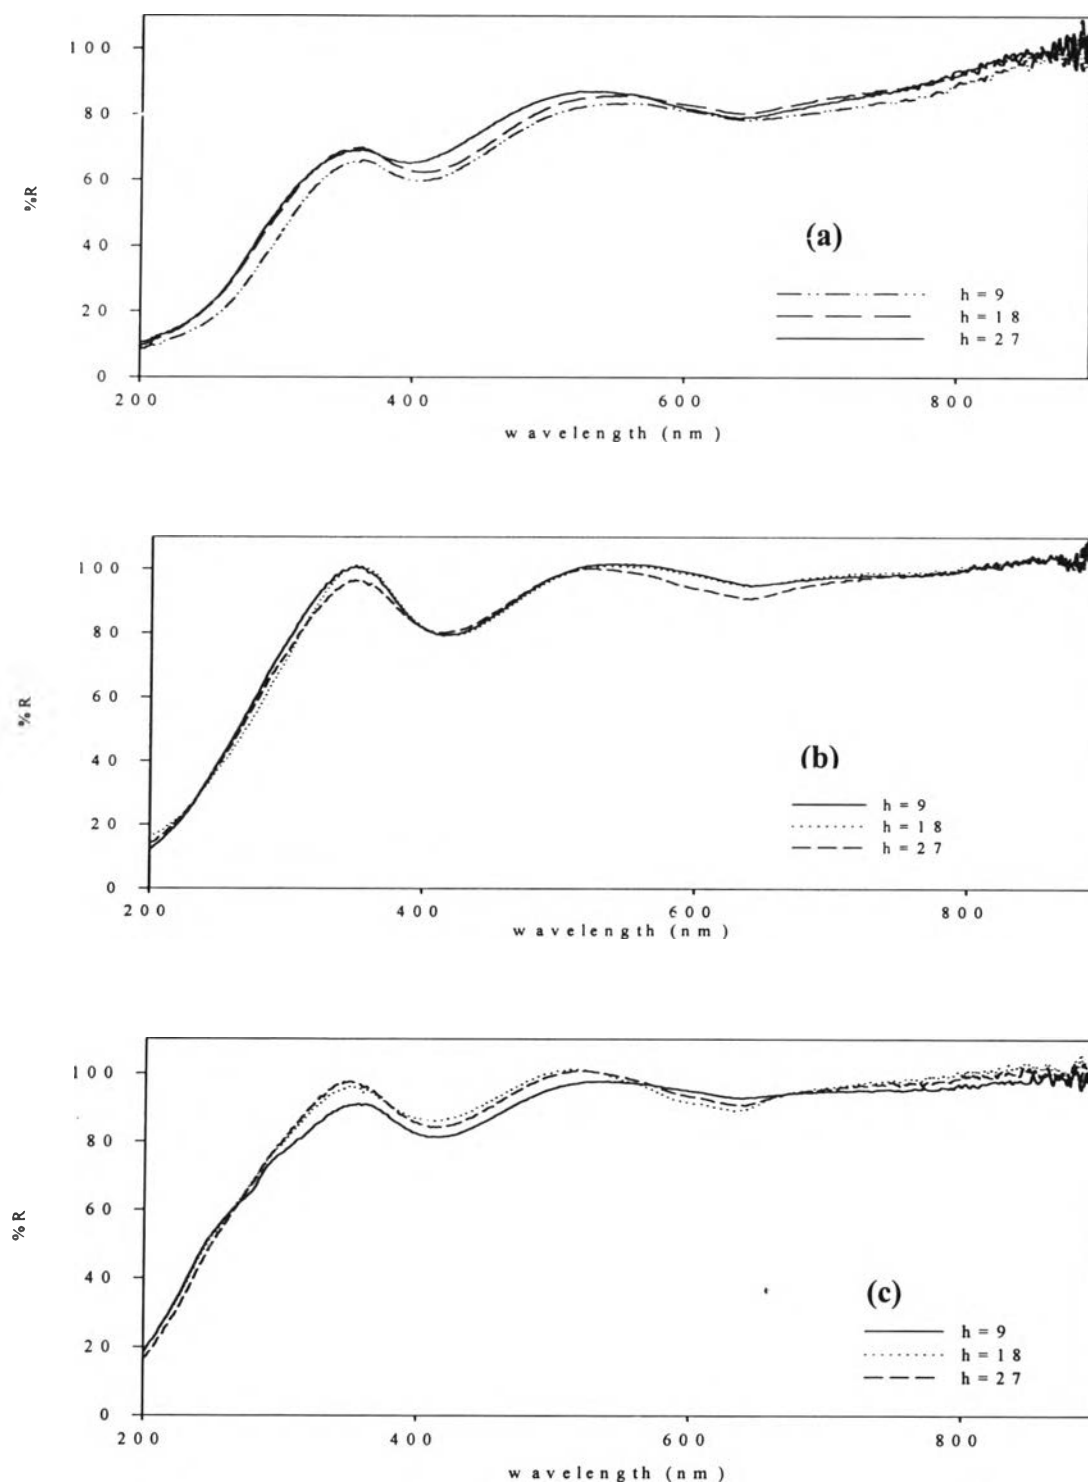 100
80
60
40
20
0
%R
(a)
h = 9
h = 18
h = 27
200 400 600 800
wavelength (nm)
100
80
60
40
20
0
%R
(b)
h = 9
h = 18
h = 27
200 400 600 800
wavelength (nm)
100
80
60
40
20
0
%R
(c)
h = 9
h = 18
h = 27
200 400 600 800
wavelength (nm)